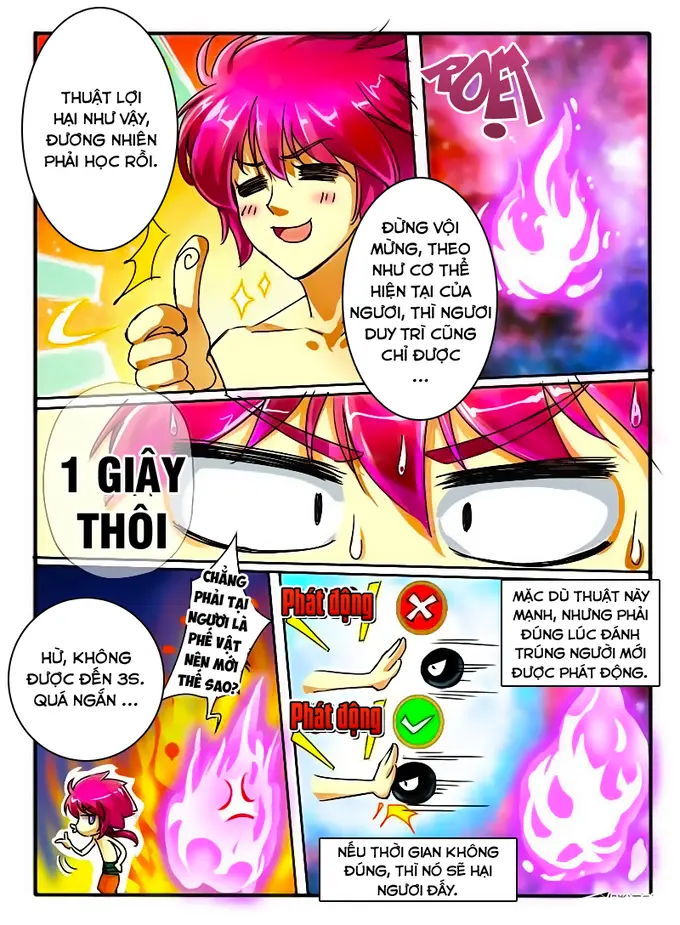 THUẬT LỢI
HẠI NHƯ VẬY,
ĐƯƠNG NHIÊN
PHẢI HỌC RỒI.
ROẸT
ĐỪNG VỘI
MỪNG, THEO
NHƯ CƠ THỂ
HIỆN TẠI CỦA
NGƯƠI, THÌ NGƯƠI
DUY TRÌ CŨNG
CHỈ ĐƯỢC
...
1 GIÂY
THÔI
HỪ, KHÔNG
ĐƯỢC ĐẾN 3S.
QUÁ NGẮN ...
CHẲNG
PHẢI TẠI
NGƯƠI LÀ
PHẾ VẬT
NÊN MỚI
THẾ SAO?
Phát động
Phát động
MẶC DÙ THUẬT NÀY
MẠNH, NHƯNG PHẢI
ĐÚNG LÚC ĐÁNH
TRÚNG NGƯỜI MỚI
ĐƯỢC PHÁT ĐỘNG.
NẾU THỜI GIAN KHÔNG
ĐÚNG, THÌ NÓ SẼ HẠI
NGƯƠI ĐẤY.